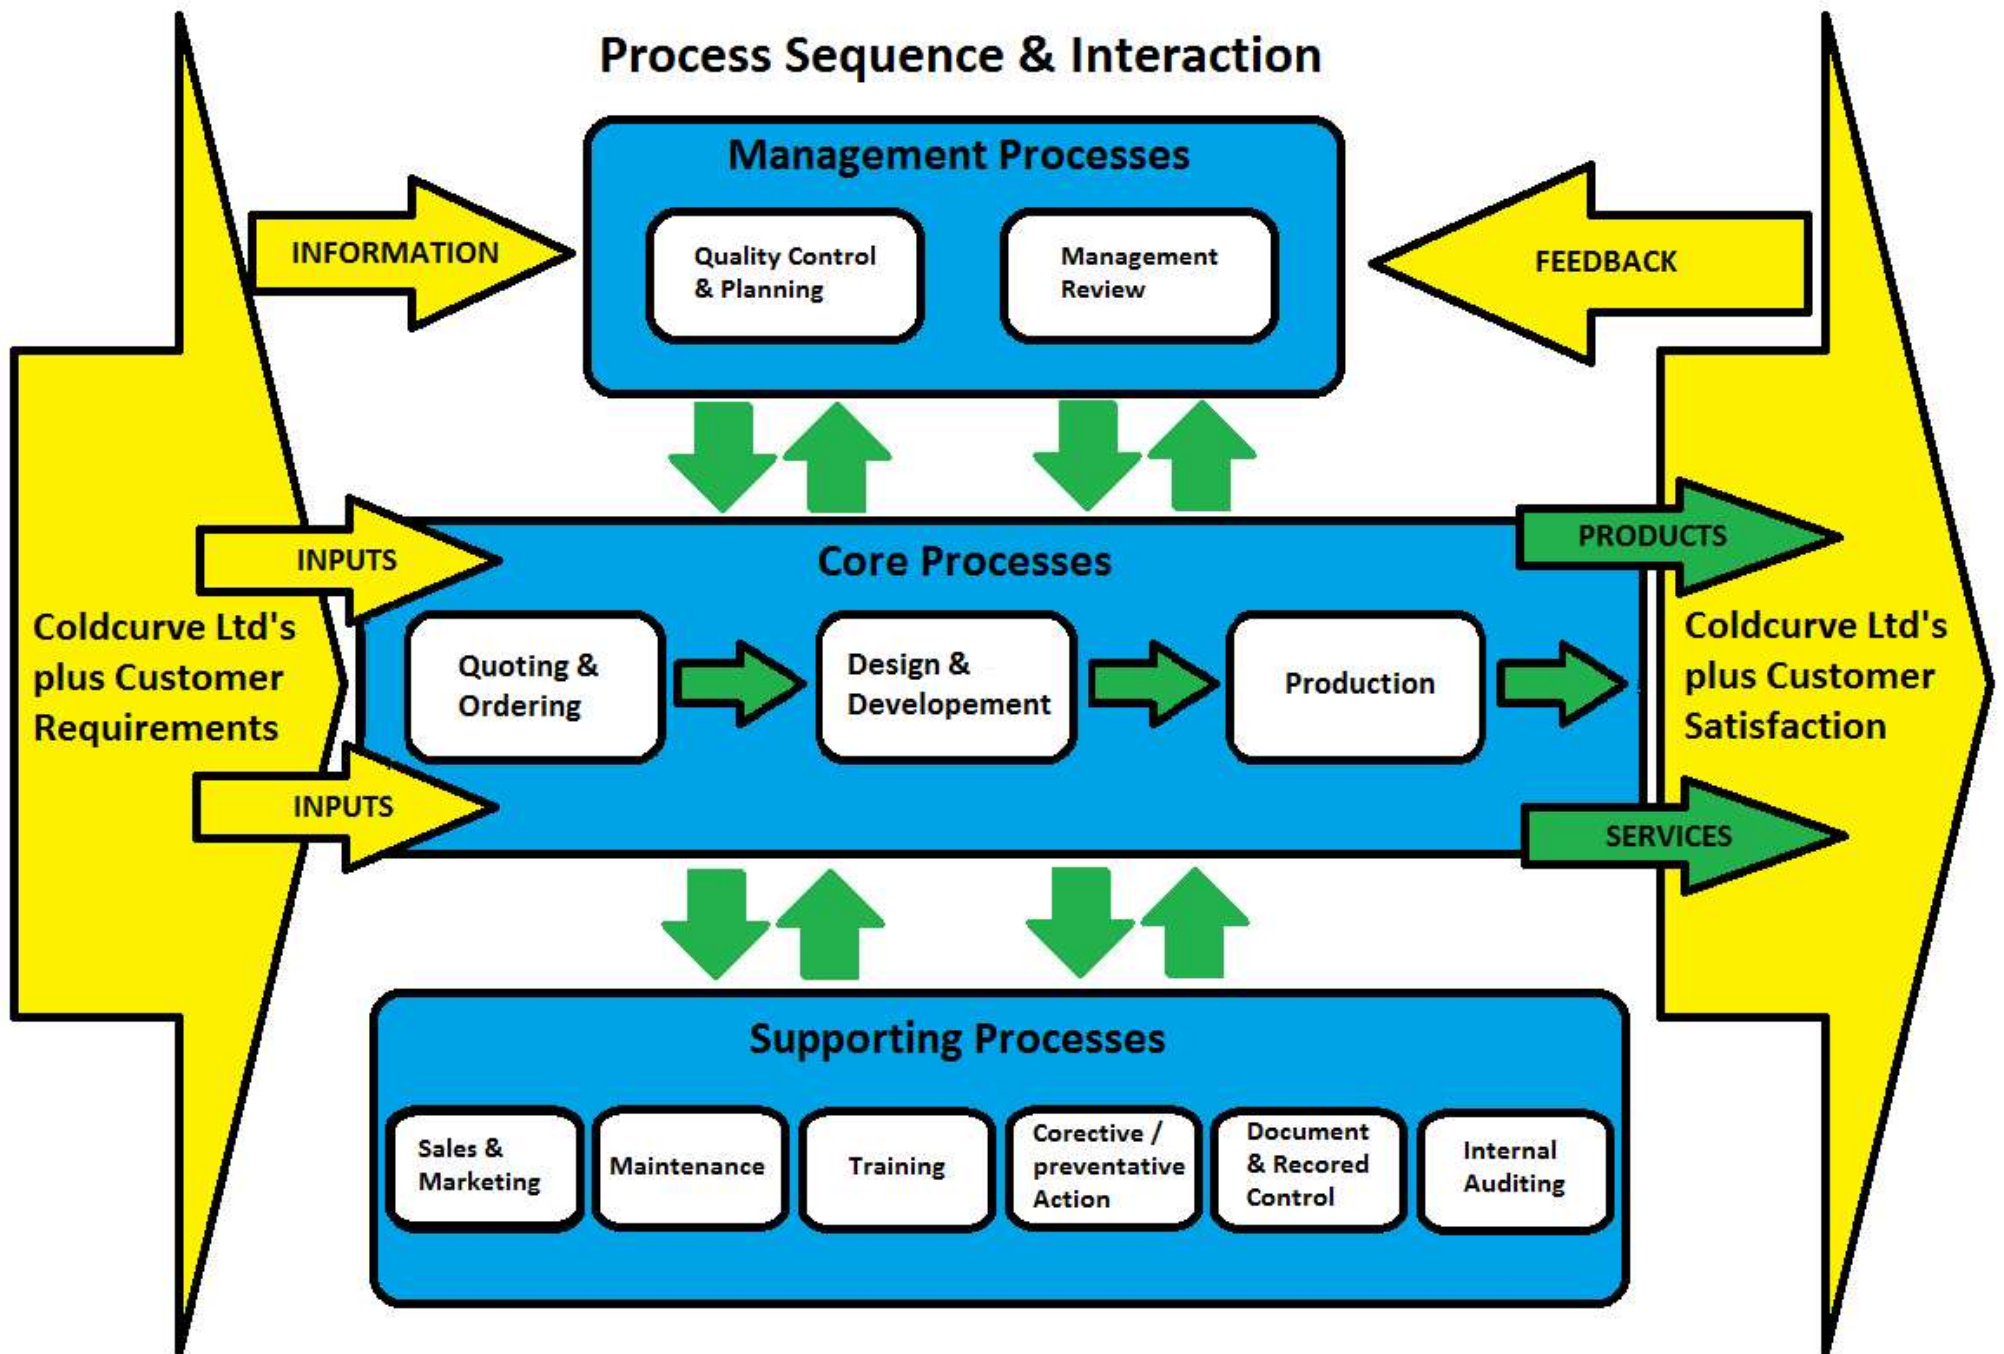 Process Sequence & Interaction
Management Processes
INFORMATION
Quality Control
& Planning
Management
Review
FEEDBACK
INPUTS
Core Processes
PRODUCTS
Coldcurve Ltd's
plus Customer
Requirements
Quoting &
Ordering
Design &
Developement
Production
Coldcurve Ltd's
plus Customer
Satisfaction
INPUTS
SERVICES
Supporting Processes
Sales &
Marketing
Maintenance
Training
Corective /
preventative
Action
Document
& Recored
Control
Internal
Auditing